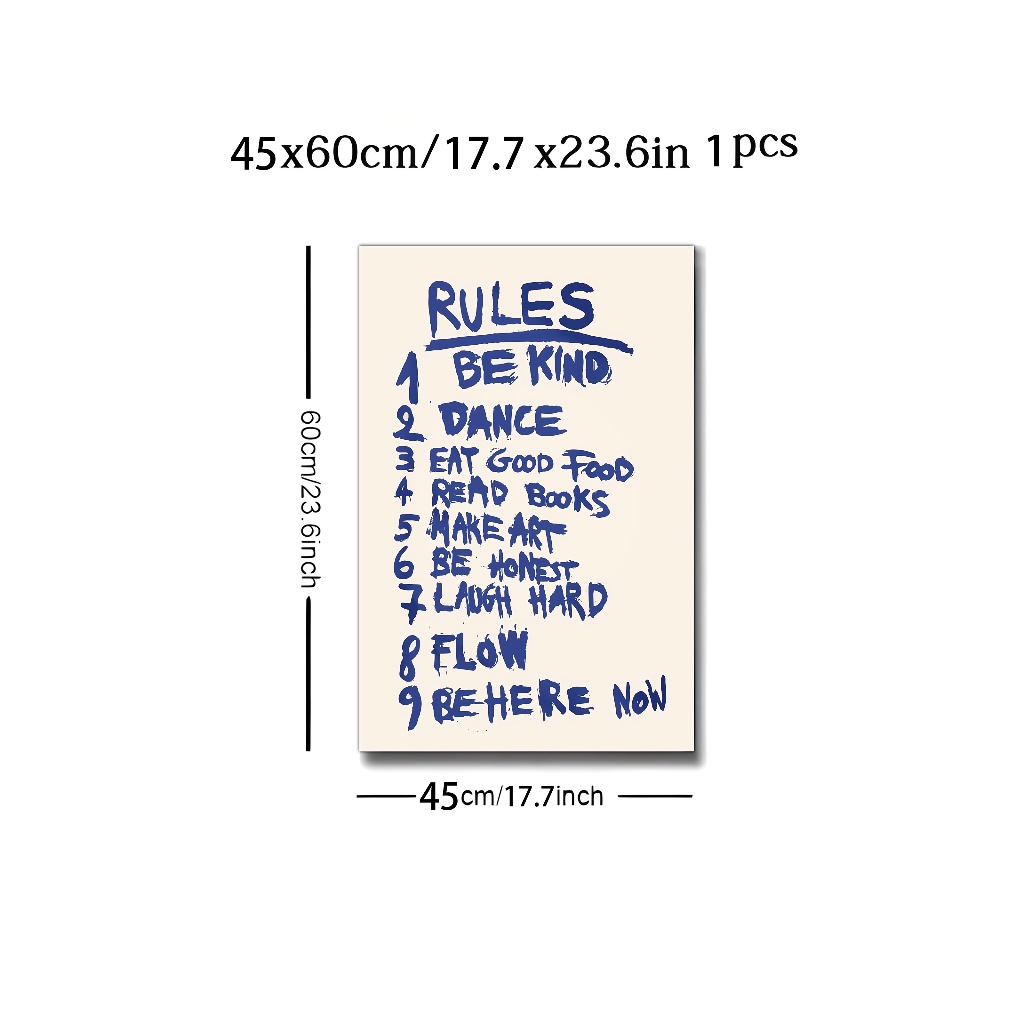 45x60cm/17.7 x23.6in 1pcs
60cm/23.6inch
RULES
1 BE KIND
2 DANCE
3 EAT GOOD FOOD
4 READ BOOKS
5 MAKE ART
6 BE HONEST
7 LAUGH HARD
8 FLOW
9 BE HERE NOW
45cm/17.7inch